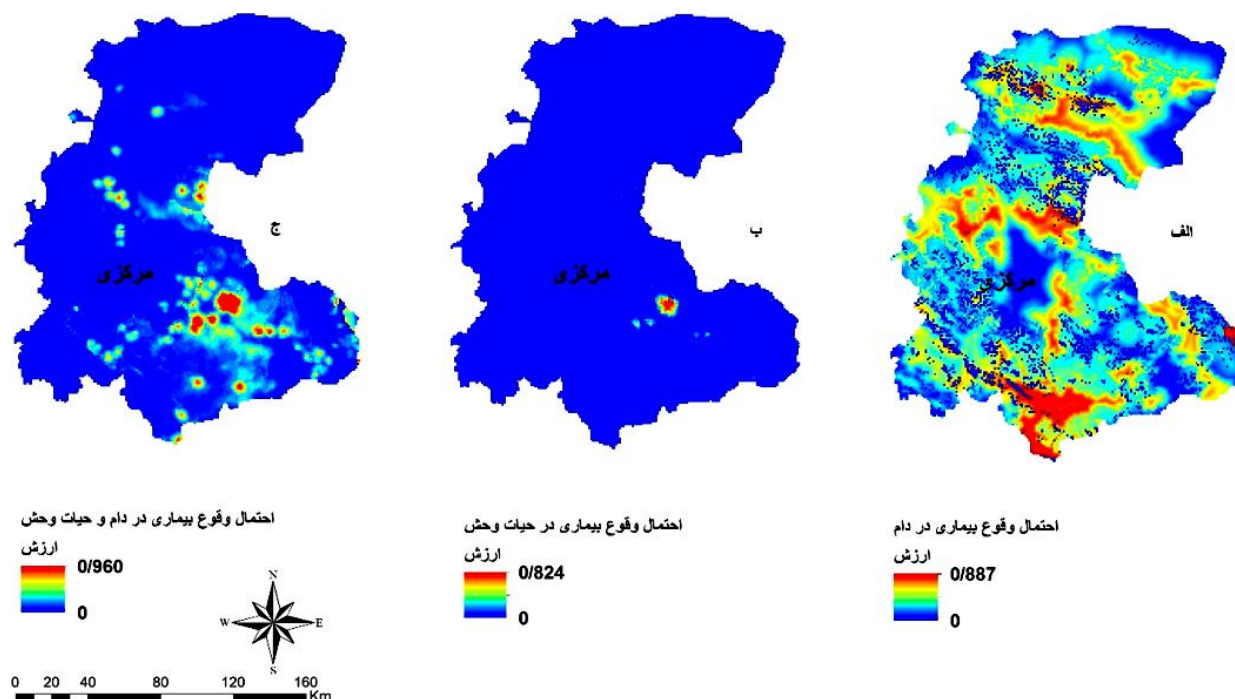 الف
مرکزی
ب
مرکزی
ج
مرکزی
احتمال وقوع بیماری در دام
ارزش
0/887
0
احتمال وقوع بیماری در حیات وحش
ارزش
0/824
0
احتمال وقوع بیماری در دام و حیات وحش
ارزش
0/960
0
N
W E
S
0 20 40 80 120 160
Km